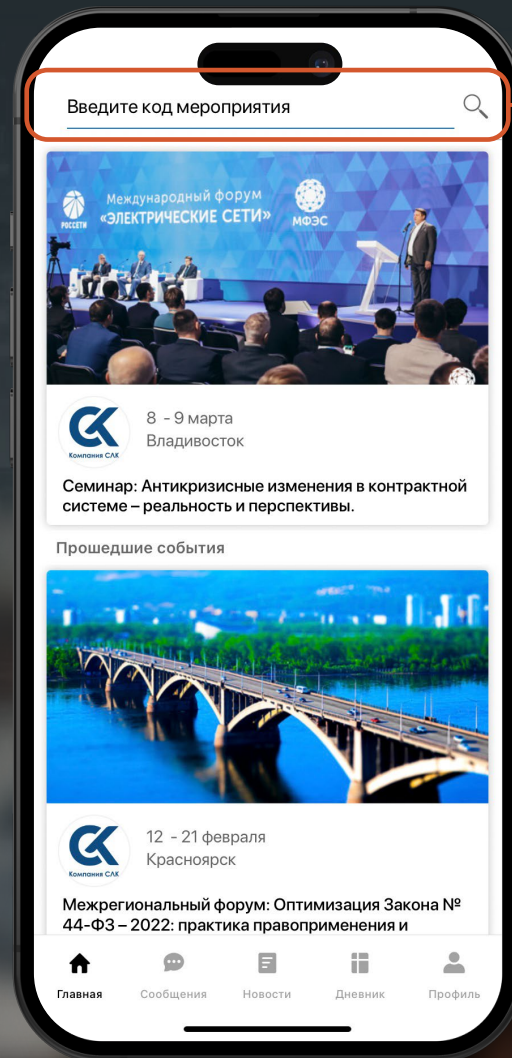 Введите код мероприятия
Международный форум
«ЭЛЕКТРИЧЕСКИЕ СЕТИ»
РОССЕТИ
МФЭС
СК
Компания СЛК
8 - 9 марта
Владивосток
Семинар: Антикризисные изменения в контрактной
системе – реальность и перспективы.
Прошедшие события
СК
Компания СЛК
12 - 21 февраля
Красноярск
Межрегиональный форум: Оптимизация Закона №
44-ФЗ – 2022: практика правоприменения и
Главная
Сообщения
Новости
Дневник
Профиль